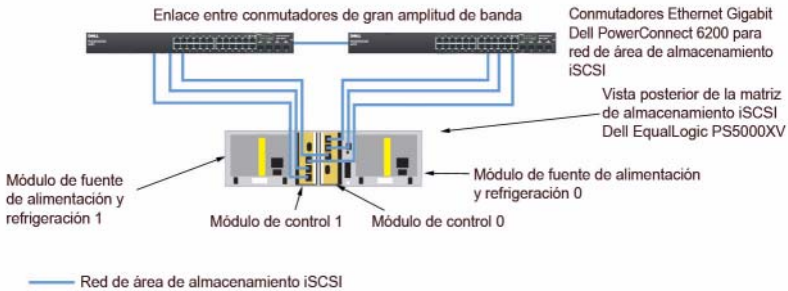 Enlace entre conmutadores de gran amplitud de banda
Conmutadores Ethernet Gigabit
Dell PowerConnect 6200 para
red de área de almacenamiento
iSCSI
Vista posterior de la matriz
de almacenamiento iSCSI
Dell EqualLogic PS5000XV
Módulo de fuente
de alimentación y
refrigeración 1
Módulo de control 1
Módulo de control 0
Módulo de fuente de alimentación
y refrigeración 0
Red de área de almacenamiento iSCSI